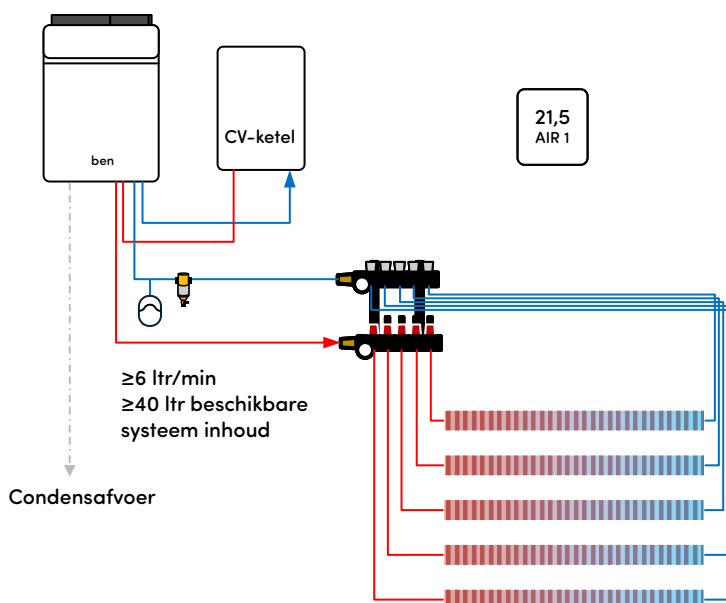 ben
CV-ketel
21,5
AIR 1
≥6 ltr/min
≥40 ltr beschikbare
systeem inhoud
Condensafvoer